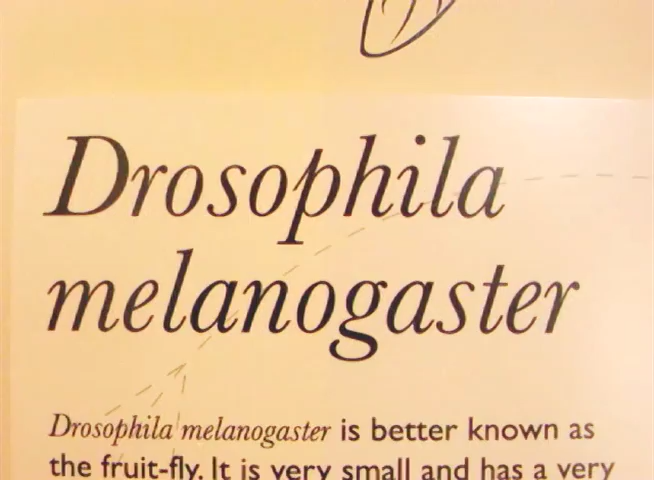 Drosophila
melanogaster
Drosophila melanogaster is better known as
the fruit-fly. It is very small and has a very